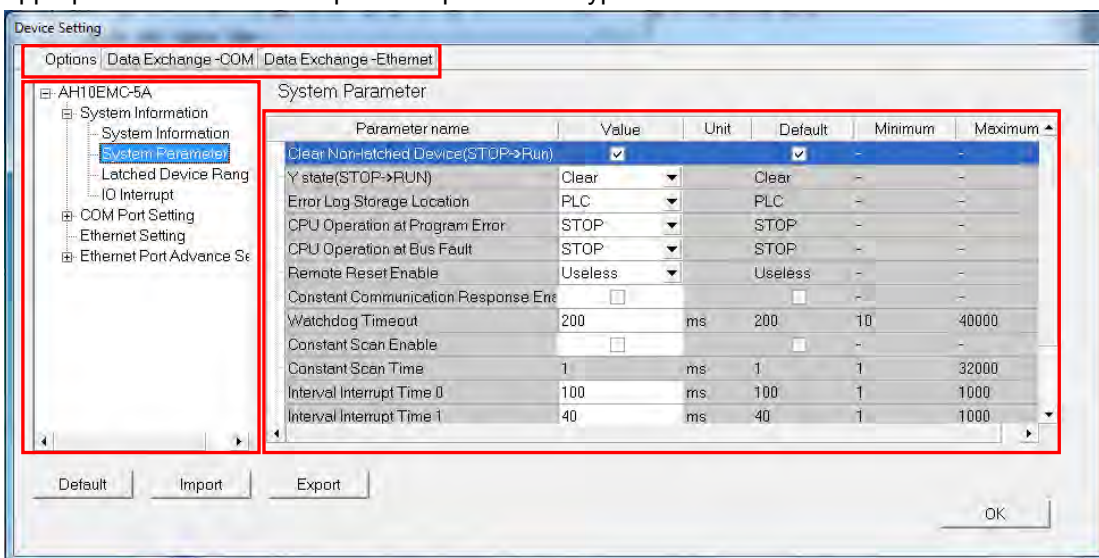 Device Setting
Options Data Exchange -COM Data Exchange -Ethernet
AH10EMC-5A
System Information
System Information
System Parameter
Latched Device Rang
IO Interrupt
COM Port Setting
Ethernet Setting
Ethernet Port Advance Se
System Parameter
Parameter name Value Unit Default Minimum Maximum
Clear Non-latched Device(STOP->Run) - -
Y state(STOP->RUN) Clear Clear - -
Error Log Storage Location PLC PLC - -
CPU Operation at Program Error STOP STOP - -
CPU Operation at Bus Fault STOP STOP - -
Remote Reset Enable Useless Useless - -
Constant Communication Response Ena - -
Watchdog Timeout 200 ms 200 10 40000
Constant Scan Enable - -
Constant Scan Time 1 ms 1 1 32000
Interval Interrupt Time 0 100 ms 100 1 1000
Interval Interrupt Time 1 40 ms 40 1 1000
Default Import Export
OK